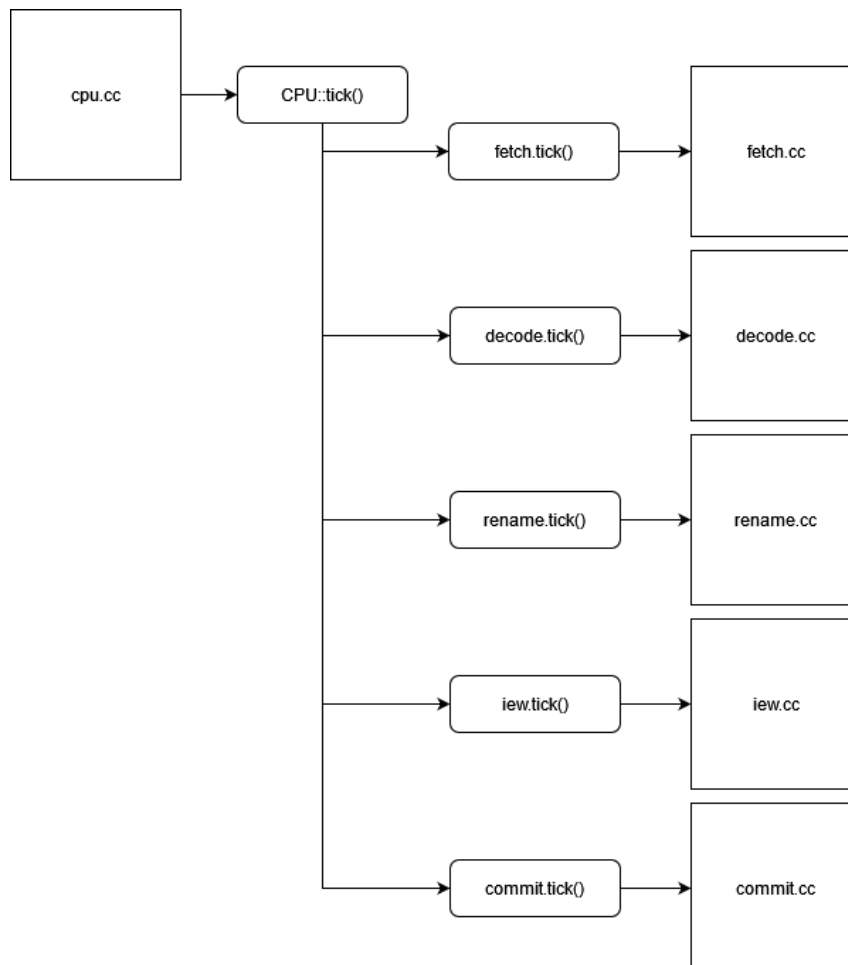 cpu.cc
CPU::tick()
fetch.tick()
fetch.cc
decode.tick()
decode.cc
rename.tick()
rename.cc
iew.tick()
iew.cc
commit.tick()
commit.cc